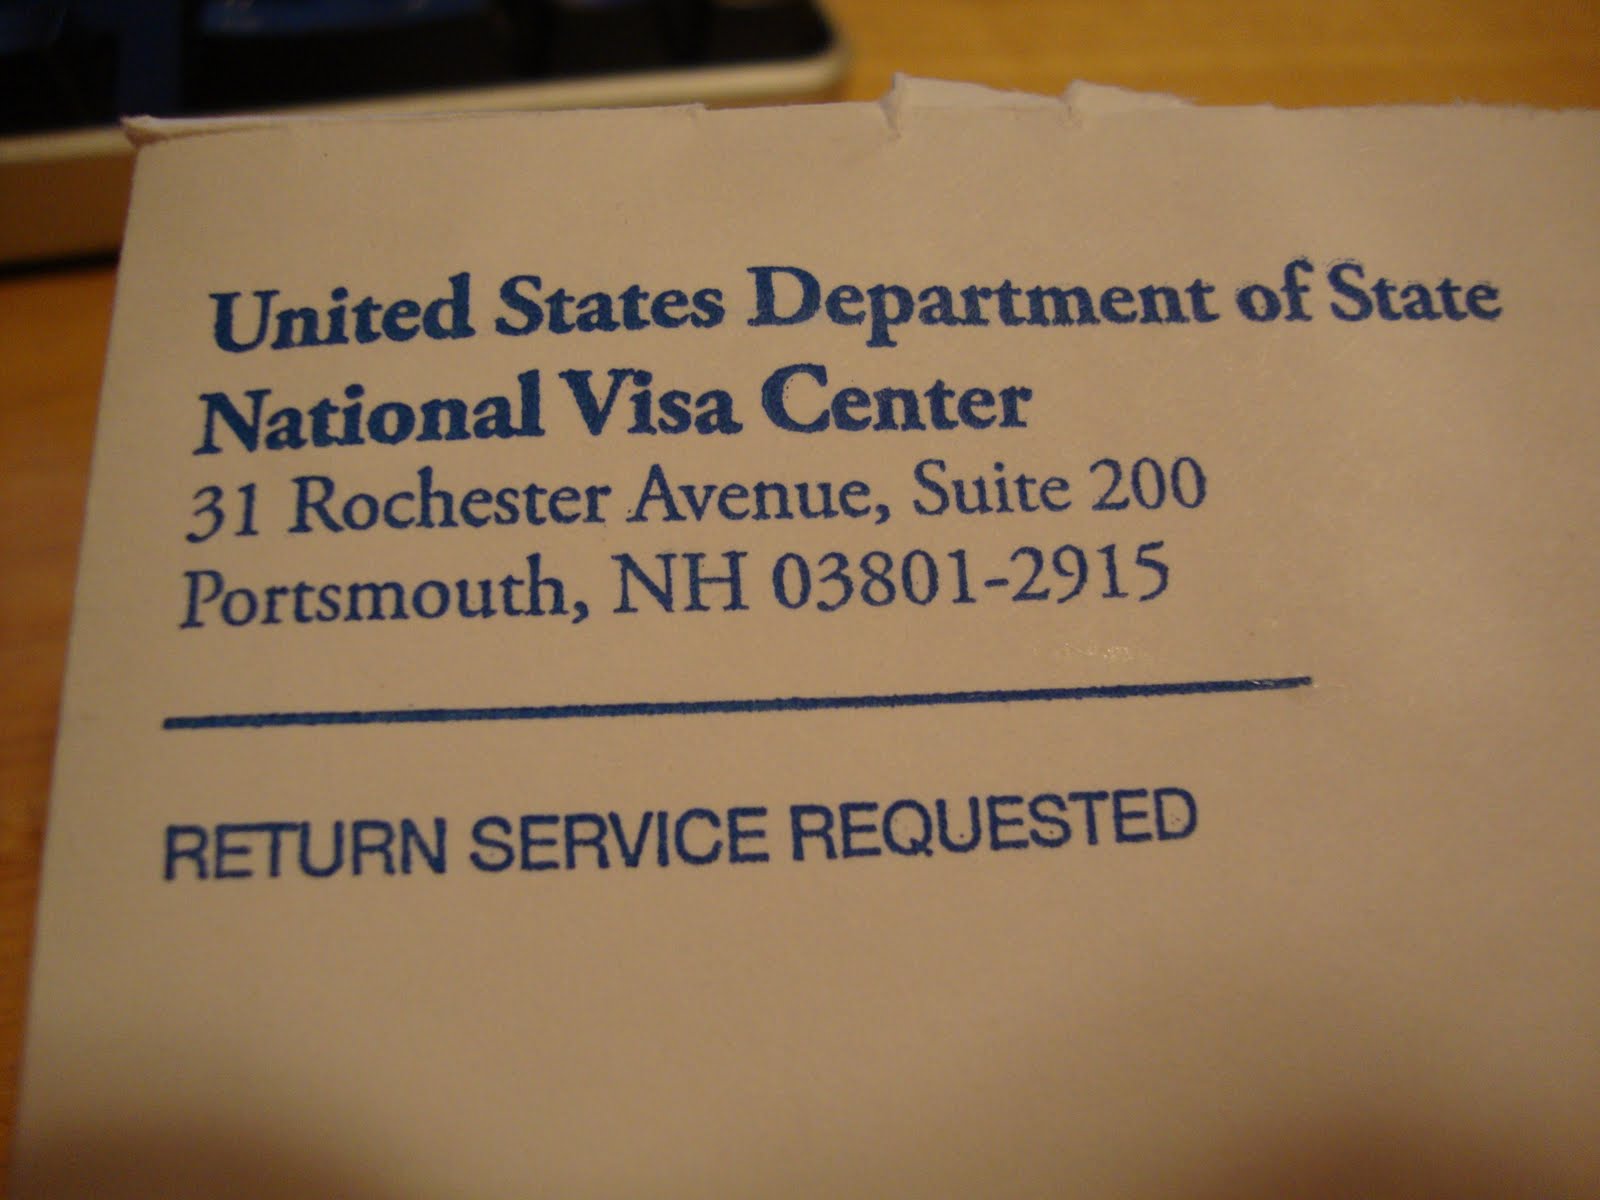 United States Department of State
National Visa Center
31 Rochester Avenue, Suite 200
Portsmouth, NH 03801-2915
RETURN SERVICE REQUESTED